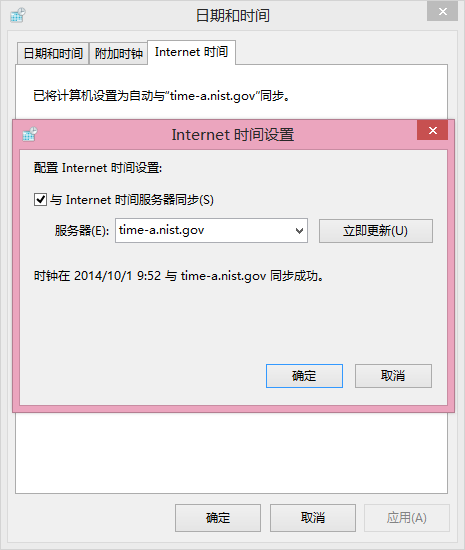 日期和时间
日期和时间 附加时钟 Internet 时间
已将计算机设置为自动与"time-a.nist.gov"同步。
Internet 时间设置
配置 Internet 时间设置:
与 Internet 时间服务器同步(S)
服务器(E): time-a.nist.gov 立即更新(U)
时钟在 2014/10/1 9:52 与 time-a.nist.gov 同步成功。
确定 取消
确定 取消 应用(A)